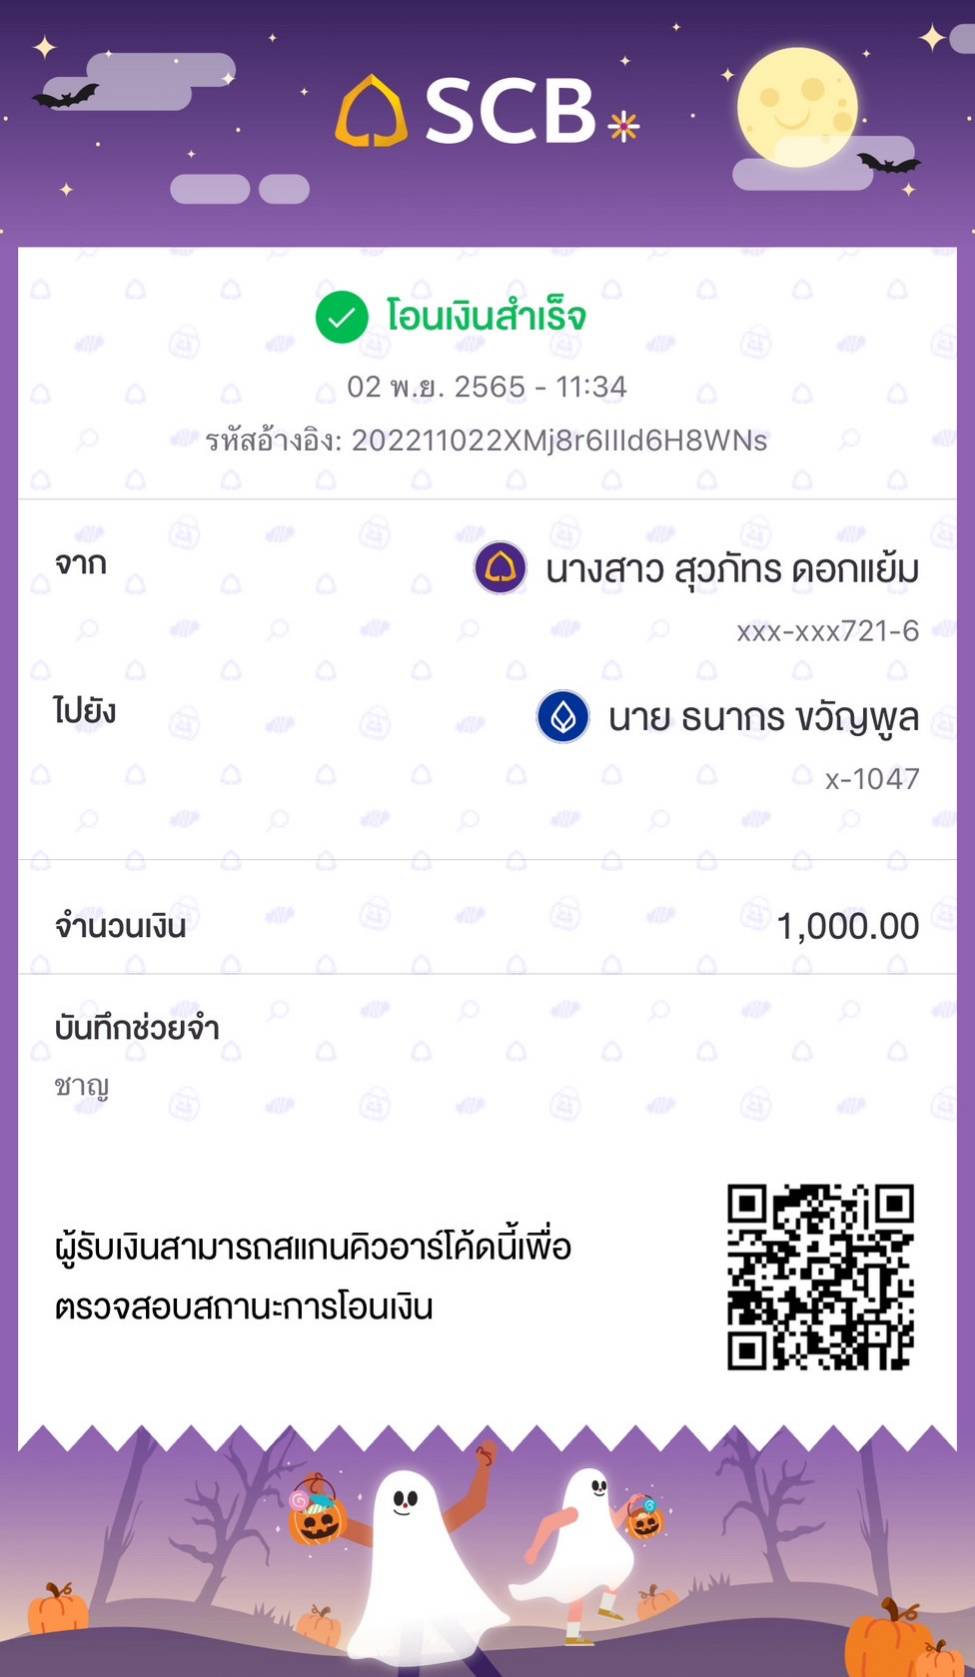 SCB
โอนเงินสำเร็จ
02 พ.ย. 2565 - 11:34
รหัสอ้างอิง: 202211022XMj8r6IIId6H8WNs
จาก
นางสาว สุวภัทร ดอกแย้ม
xxx-xxx721-6
ไปยัง
นาย ธนากร ขวัญพูล
x-1047
จำนวนเงิน
1,000.00
บันทึกช่วยจำ
ชาญ
ผู้รับเงินสามารถสแกนคิวอาร์โค้ดนี้เพื่อ
ตรวจสอบสถานะการโอนเงิน